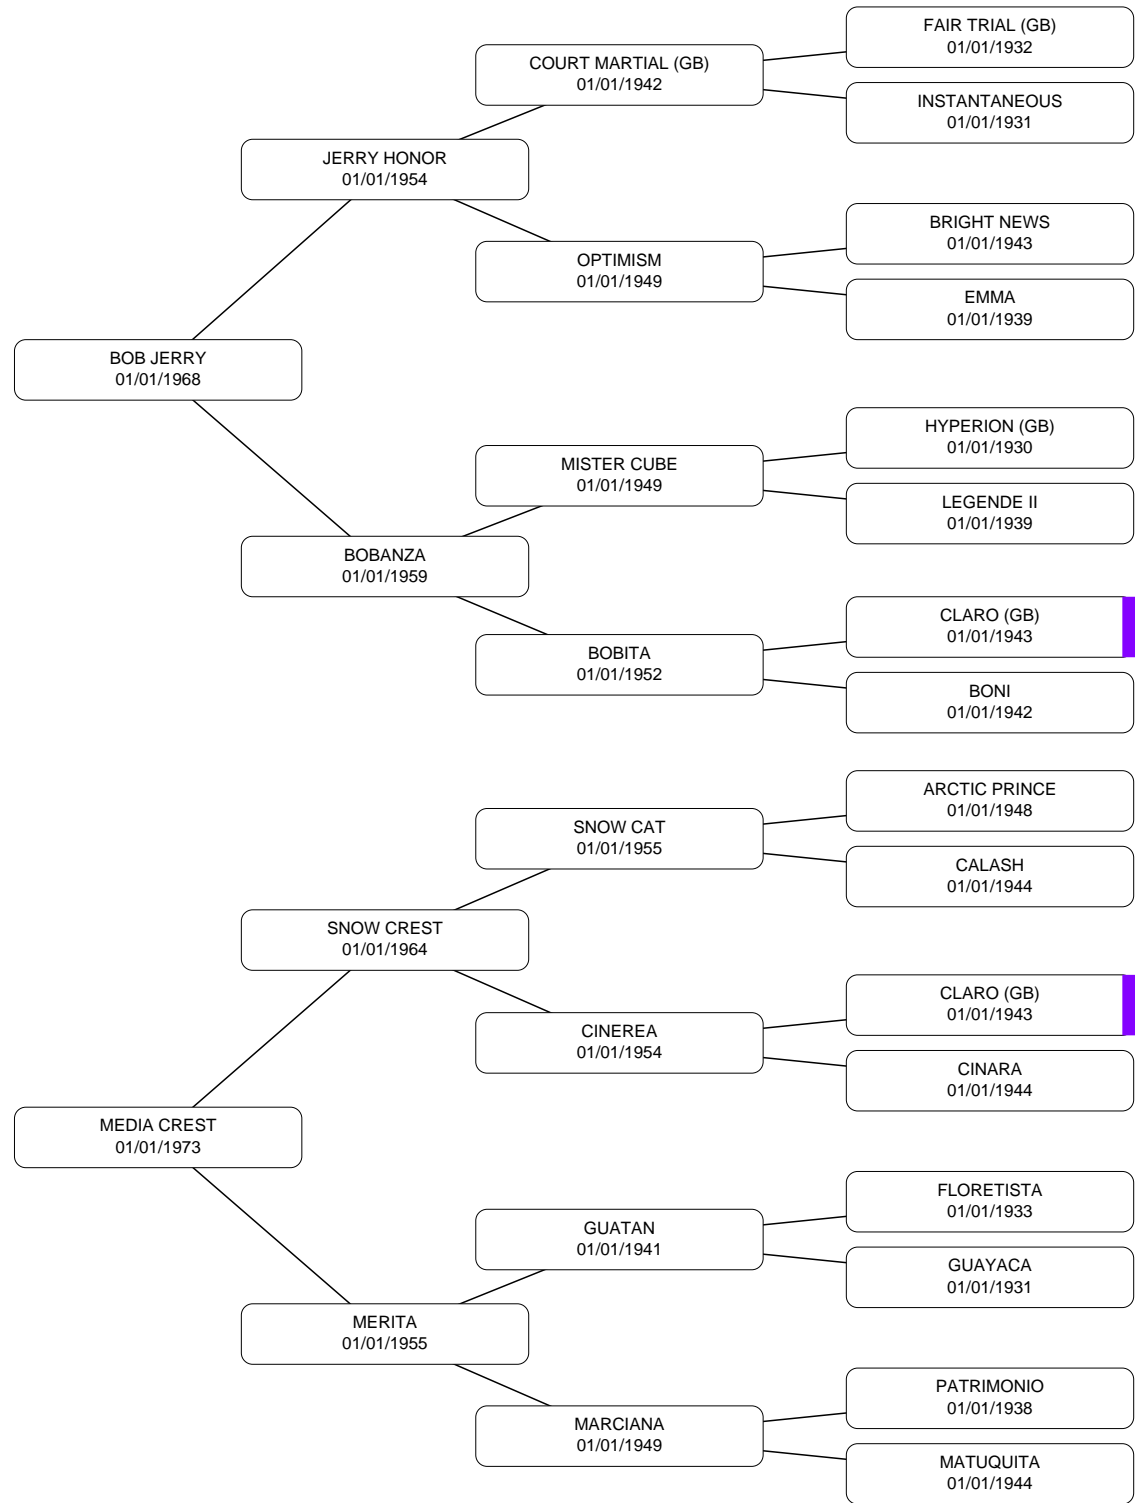 FAIR TRIAL (GB)
01/01/1932
COURT MARTIAL (GB)
01/01/1942
INSTANTANEOUS
01/01/1931
JERRY HONOR
01/01/1954
BRIGHT NEWS
01/01/1943
OPTIMISM
01/01/1949
EMMA
01/01/1939
BOB JERRY
01/01/1968
HYPERION (GB)
01/01/1930
MISTER CUBE
01/01/1949
LEGENDE II
01/01/1939
BOBANZA
01/01/1959
CLARO (GB)
01/01/1943
BOBITA
01/01/1952
BONI
01/01/1942
ARCTIC PRINCE
01/01/1948
SNOW CAT
01/01/1955
CALASH
01/01/1944
SNOW CREST
01/01/1964
CLARO (GB)
01/01/1943
CINEREA
01/01/1954
CINARA
01/01/1944
MEDIA CREST
01/01/1973
FLORETISTA
01/01/1933
GUATAN
01/01/1941
GUAYACA
01/01/1931
MERITA
01/01/1955
PATRIMONIO
01/01/1938
MARCIANA
01/01/1949
MATUQUITA
01/01/1944